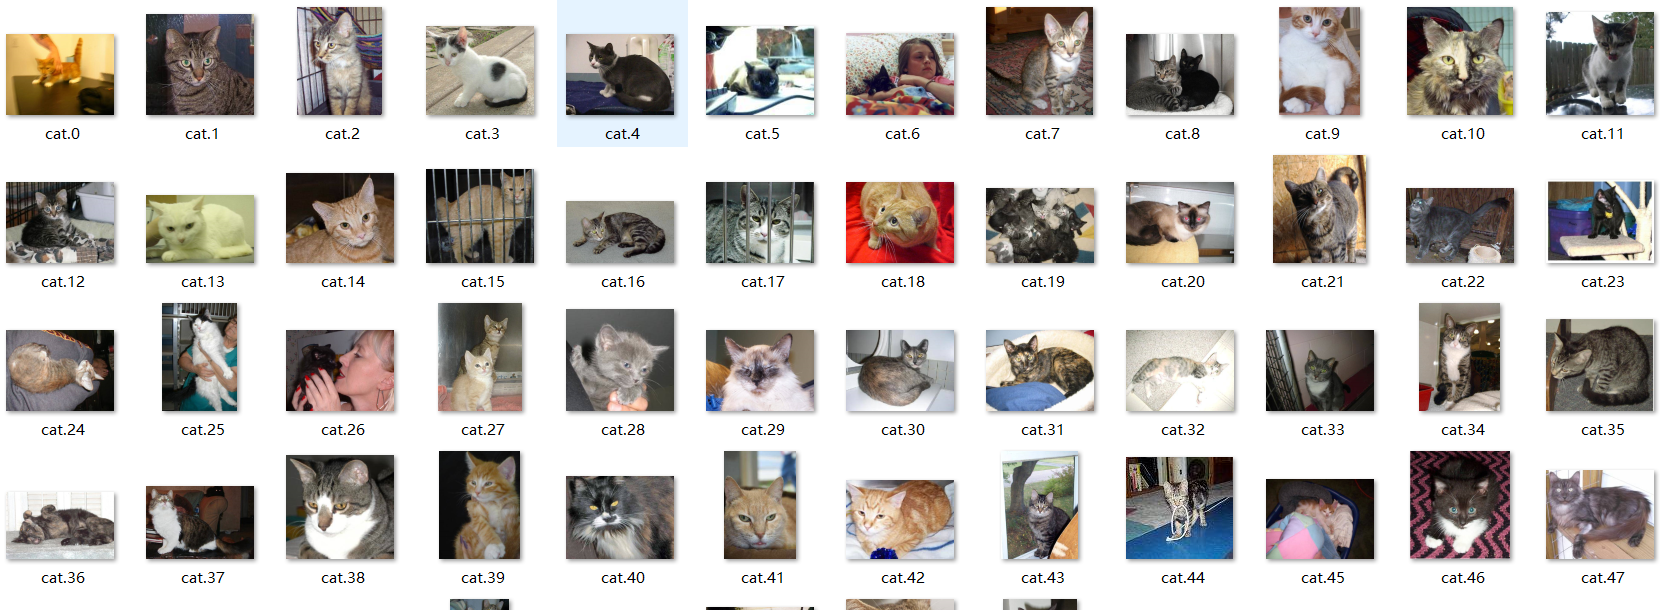 cat.0 cat.1 cat.2 cat.3 cat.4 cat.5 cat.6 cat.7 cat.8 cat.9 cat.10 cat.11
cat.12 cat.13 cat.14 cat.15 cat.16 cat.17 cat.18 cat.19 cat.20 cat.21 cat.22 cat.23
cat.24 cat.25 cat.26 cat.27 cat.28 cat.29 cat.30 cat.31 cat.32 cat.33 cat.34 cat.35
cat.36 cat.37 cat.38 cat.39 cat.40 cat.41 cat.42 cat.43 cat.44 cat.45 cat.46 cat.47